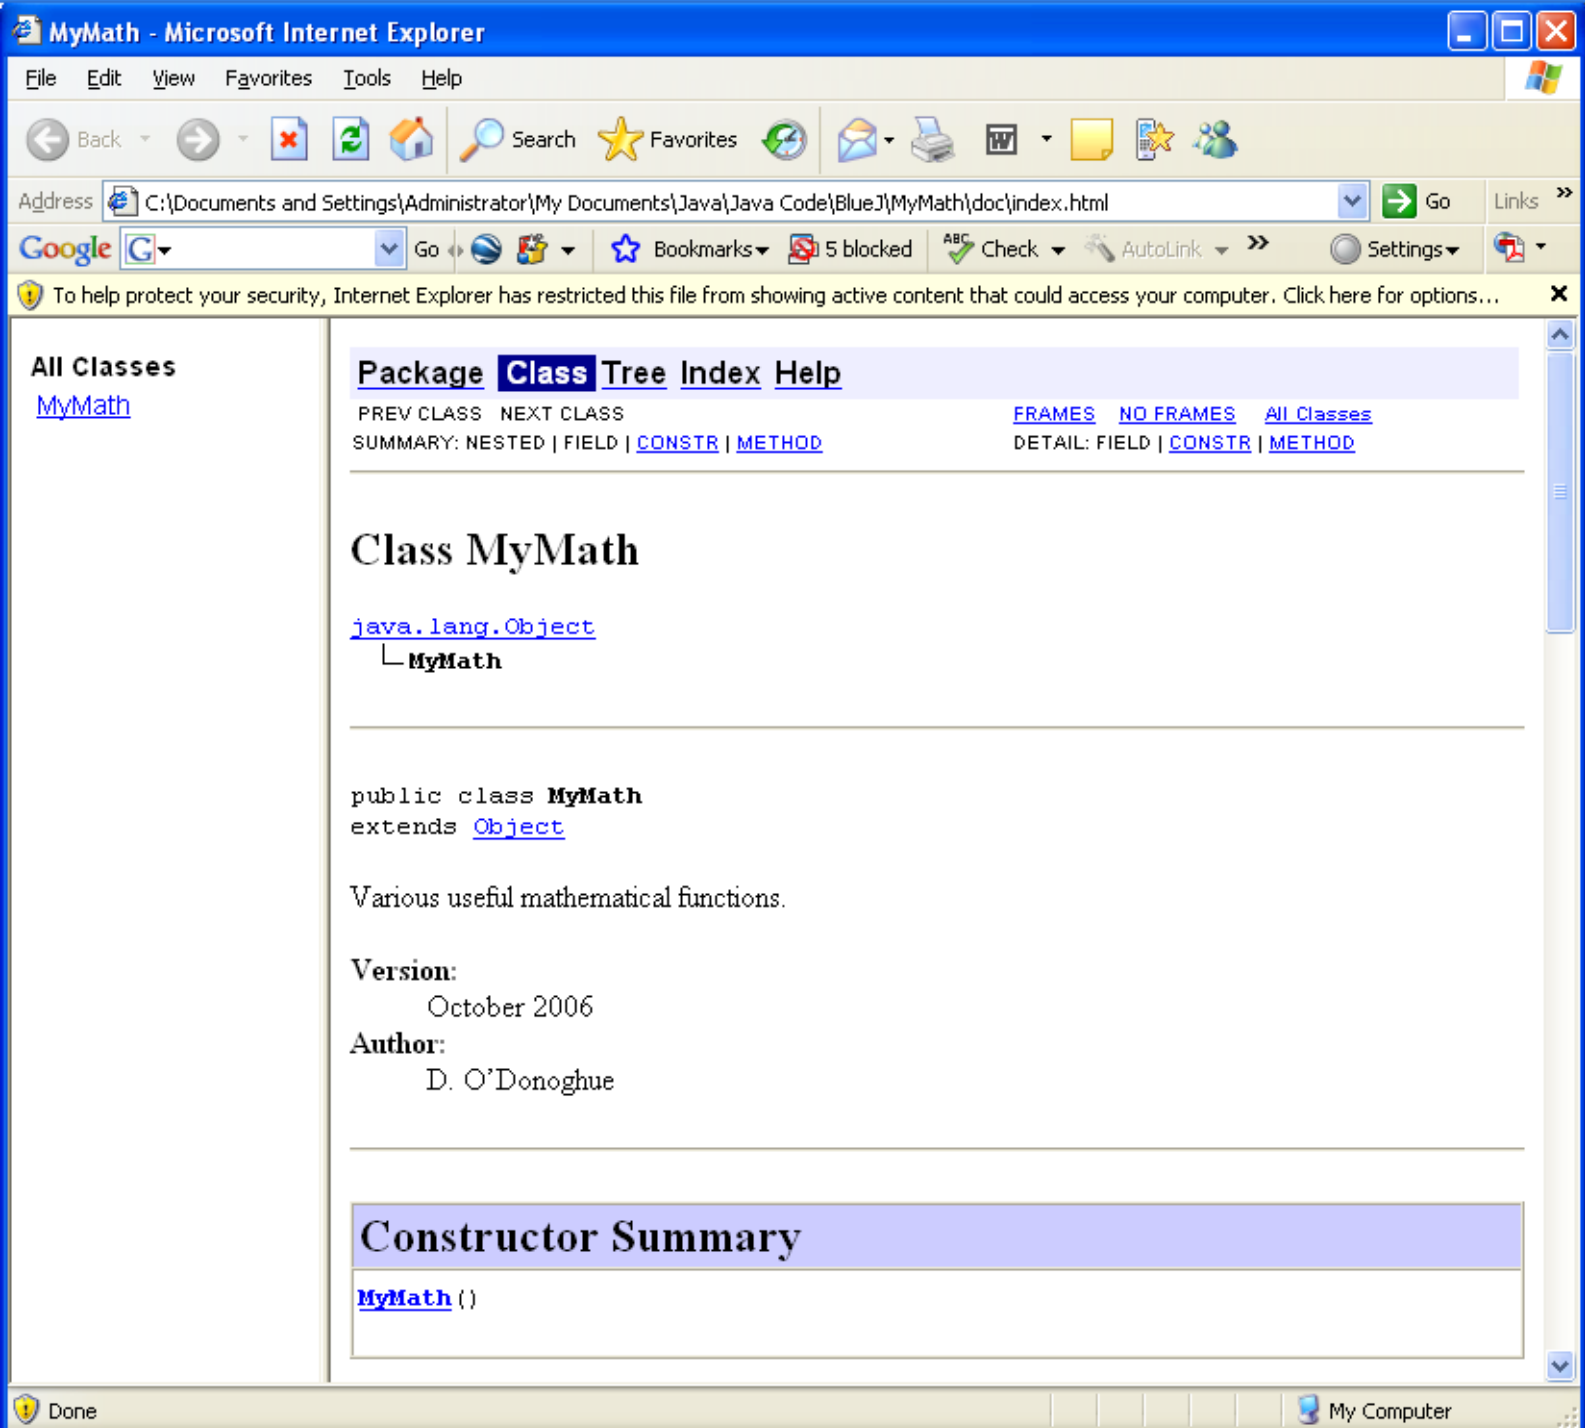 MyMath - Microsoft Internet Explorer
File Edit View Favorites Tools Help
Back Search Favorites W
Address C:\Documents and Settings\Administrator\My Documents\Java\Java Code\BlueJ\MyMath\doc\index.html Go Links »
Google G Go Bookmarks 5 blocked ABC Check AutoLink » Settings
To help protect your security, Internet Explorer has restricted this file from showing active content that could access your computer. Click here for options...
All Classes
MyMath
Package Class Tree Index Help
PREV CLASS NEXT CLASS FRAMES NO FRAMES All Classes
SUMMARY: NESTED | FIELD | CONSTR | METHOD DETAIL: FIELD | CONSTR | METHOD
Class MyMath
java.lang.Object
MyMath
public class MyMath
extends Object
Various useful mathematical functions.
Version:
October 2006
Author:
D. O'Donoghue
Constructor Summary
MyMath()
Done My Computer